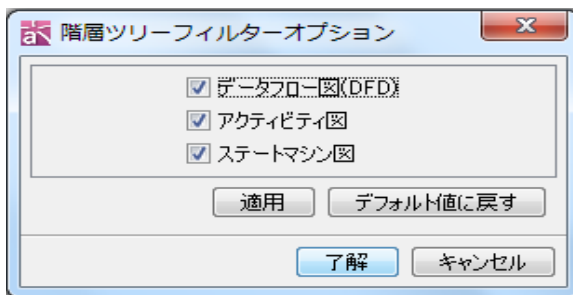 階層ツリーフィルターオプション
データフロー図(DFD)
アクティビティ図
ステートマシン図
適用 デフォルト値に戻す
了解 キャンセル